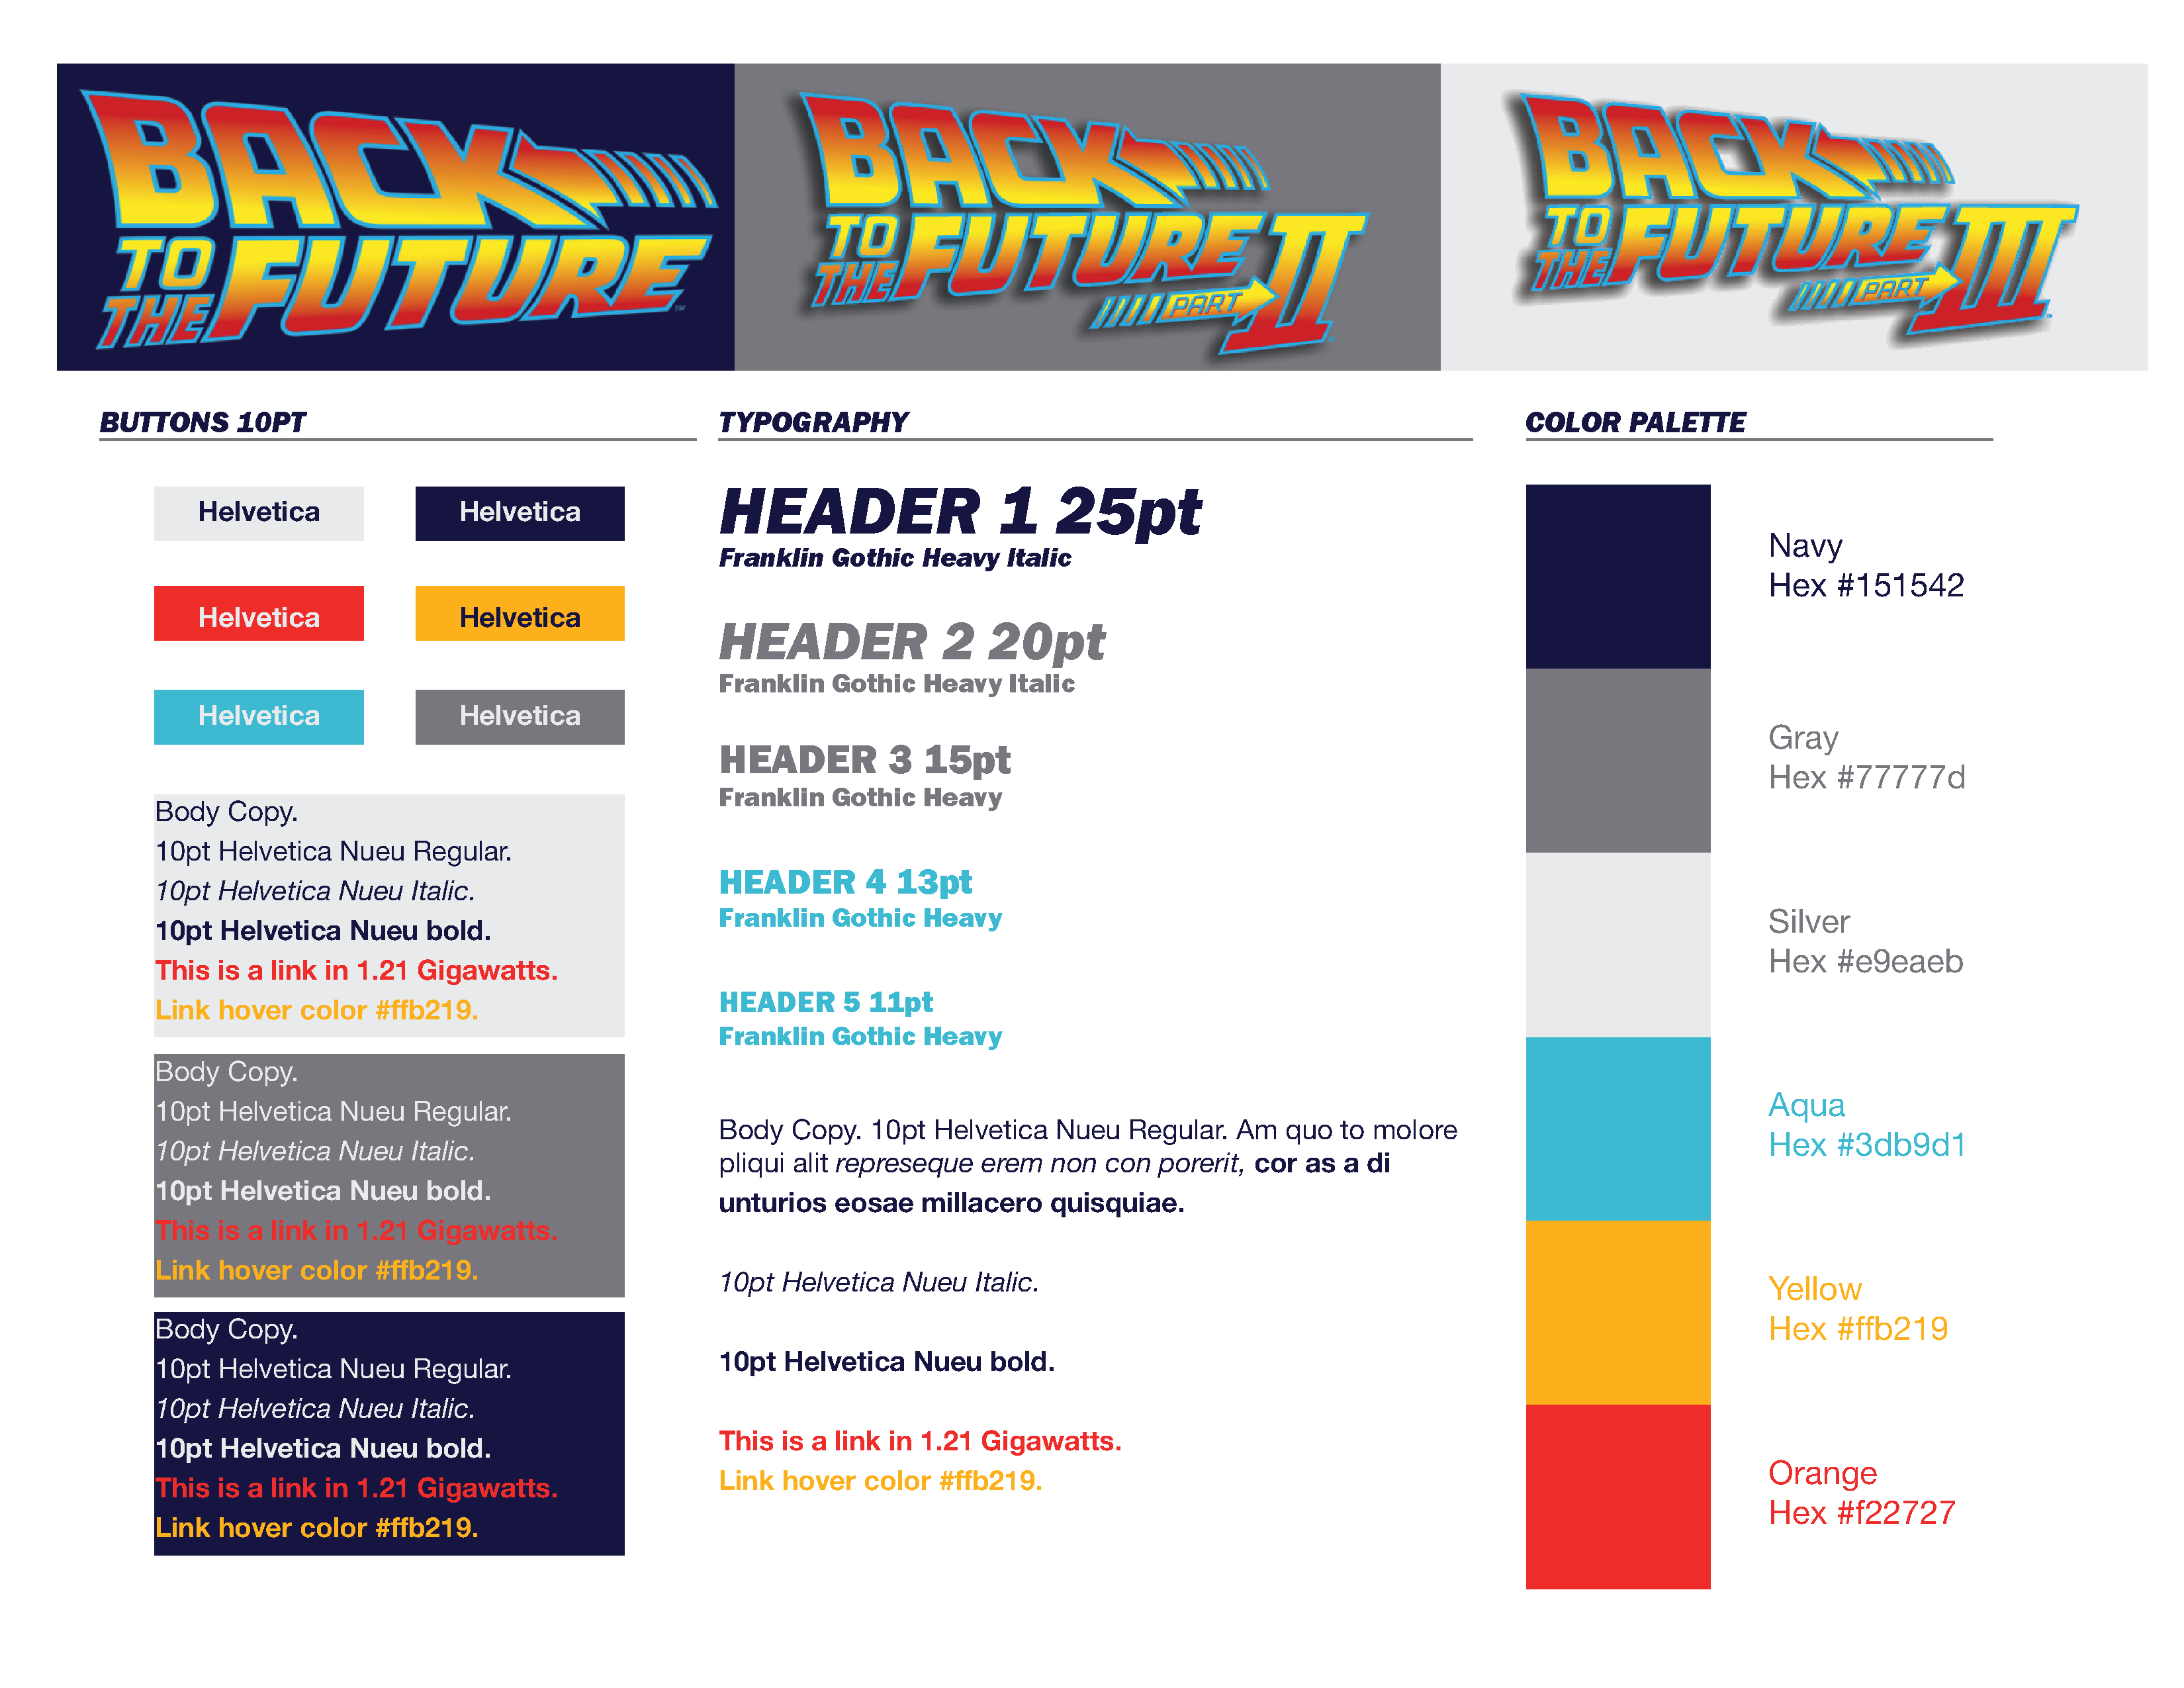 BACK
TO THE FUTURE™
BACK
TO THE FUTURE II
PART
BACK
TO THE FUTURE III
PART
™
BUTTONS 10PT
Helvetica
Helvetica
Helvetica
Helvetica
Helvetica
Helvetica
Body Copy.
10pt Helvetica Nueu Regular.
10pt Helvetica Nueu Italic.
10pt Helvetica Nueu bold.
This is a link in 1.21 Gigawatts.
Link hover color #ffb219.
Body Copy.
10pt Helvetica Nueu Regular.
10pt Helvetica Nueu Italic.
10pt Helvetica Nueu bold.
This is a link in 1.21 Gigawatts.
Link hover color #ffb219.
Body Copy.
10pt Helvetica Nueu Regular.
10pt Helvetica Nueu Italic.
10pt Helvetica Nueu bold.
This is a link in 1.21 Gigawatts.
Link hover color #ffb219.
TYPOGRAPHY
HEADER 1 25pt
Franklin Gothic Heavy Italic
HEADER 2 20pt
Franklin Gothic Heavy Italic
HEADER 3 15pt
Franklin Gothic Heavy
HEADER 4 13pt
Franklin Gothic Heavy
HEADER 5 11pt
Franklin Gothic Heavy
Body Copy. 10pt Helvetica Nueu Regular. Am quo to molore
pliqui alit represeque erem non con porerit, cor as a di
unturios eosae millacero quisquiae.
10pt Helvetica Nueu Italic.
10pt Helvetica Nueu bold.
This is a link in 1.21 Gigawatts.
Link hover color #ffb219.
COLOR PALETTE
Navy
Hex #151542
Gray
Hex #77777d
Silver
Hex #e9eaeb
Aqua
Hex #3db9d1
Yellow
Hex #ffb219
Orange
Hex #f22727